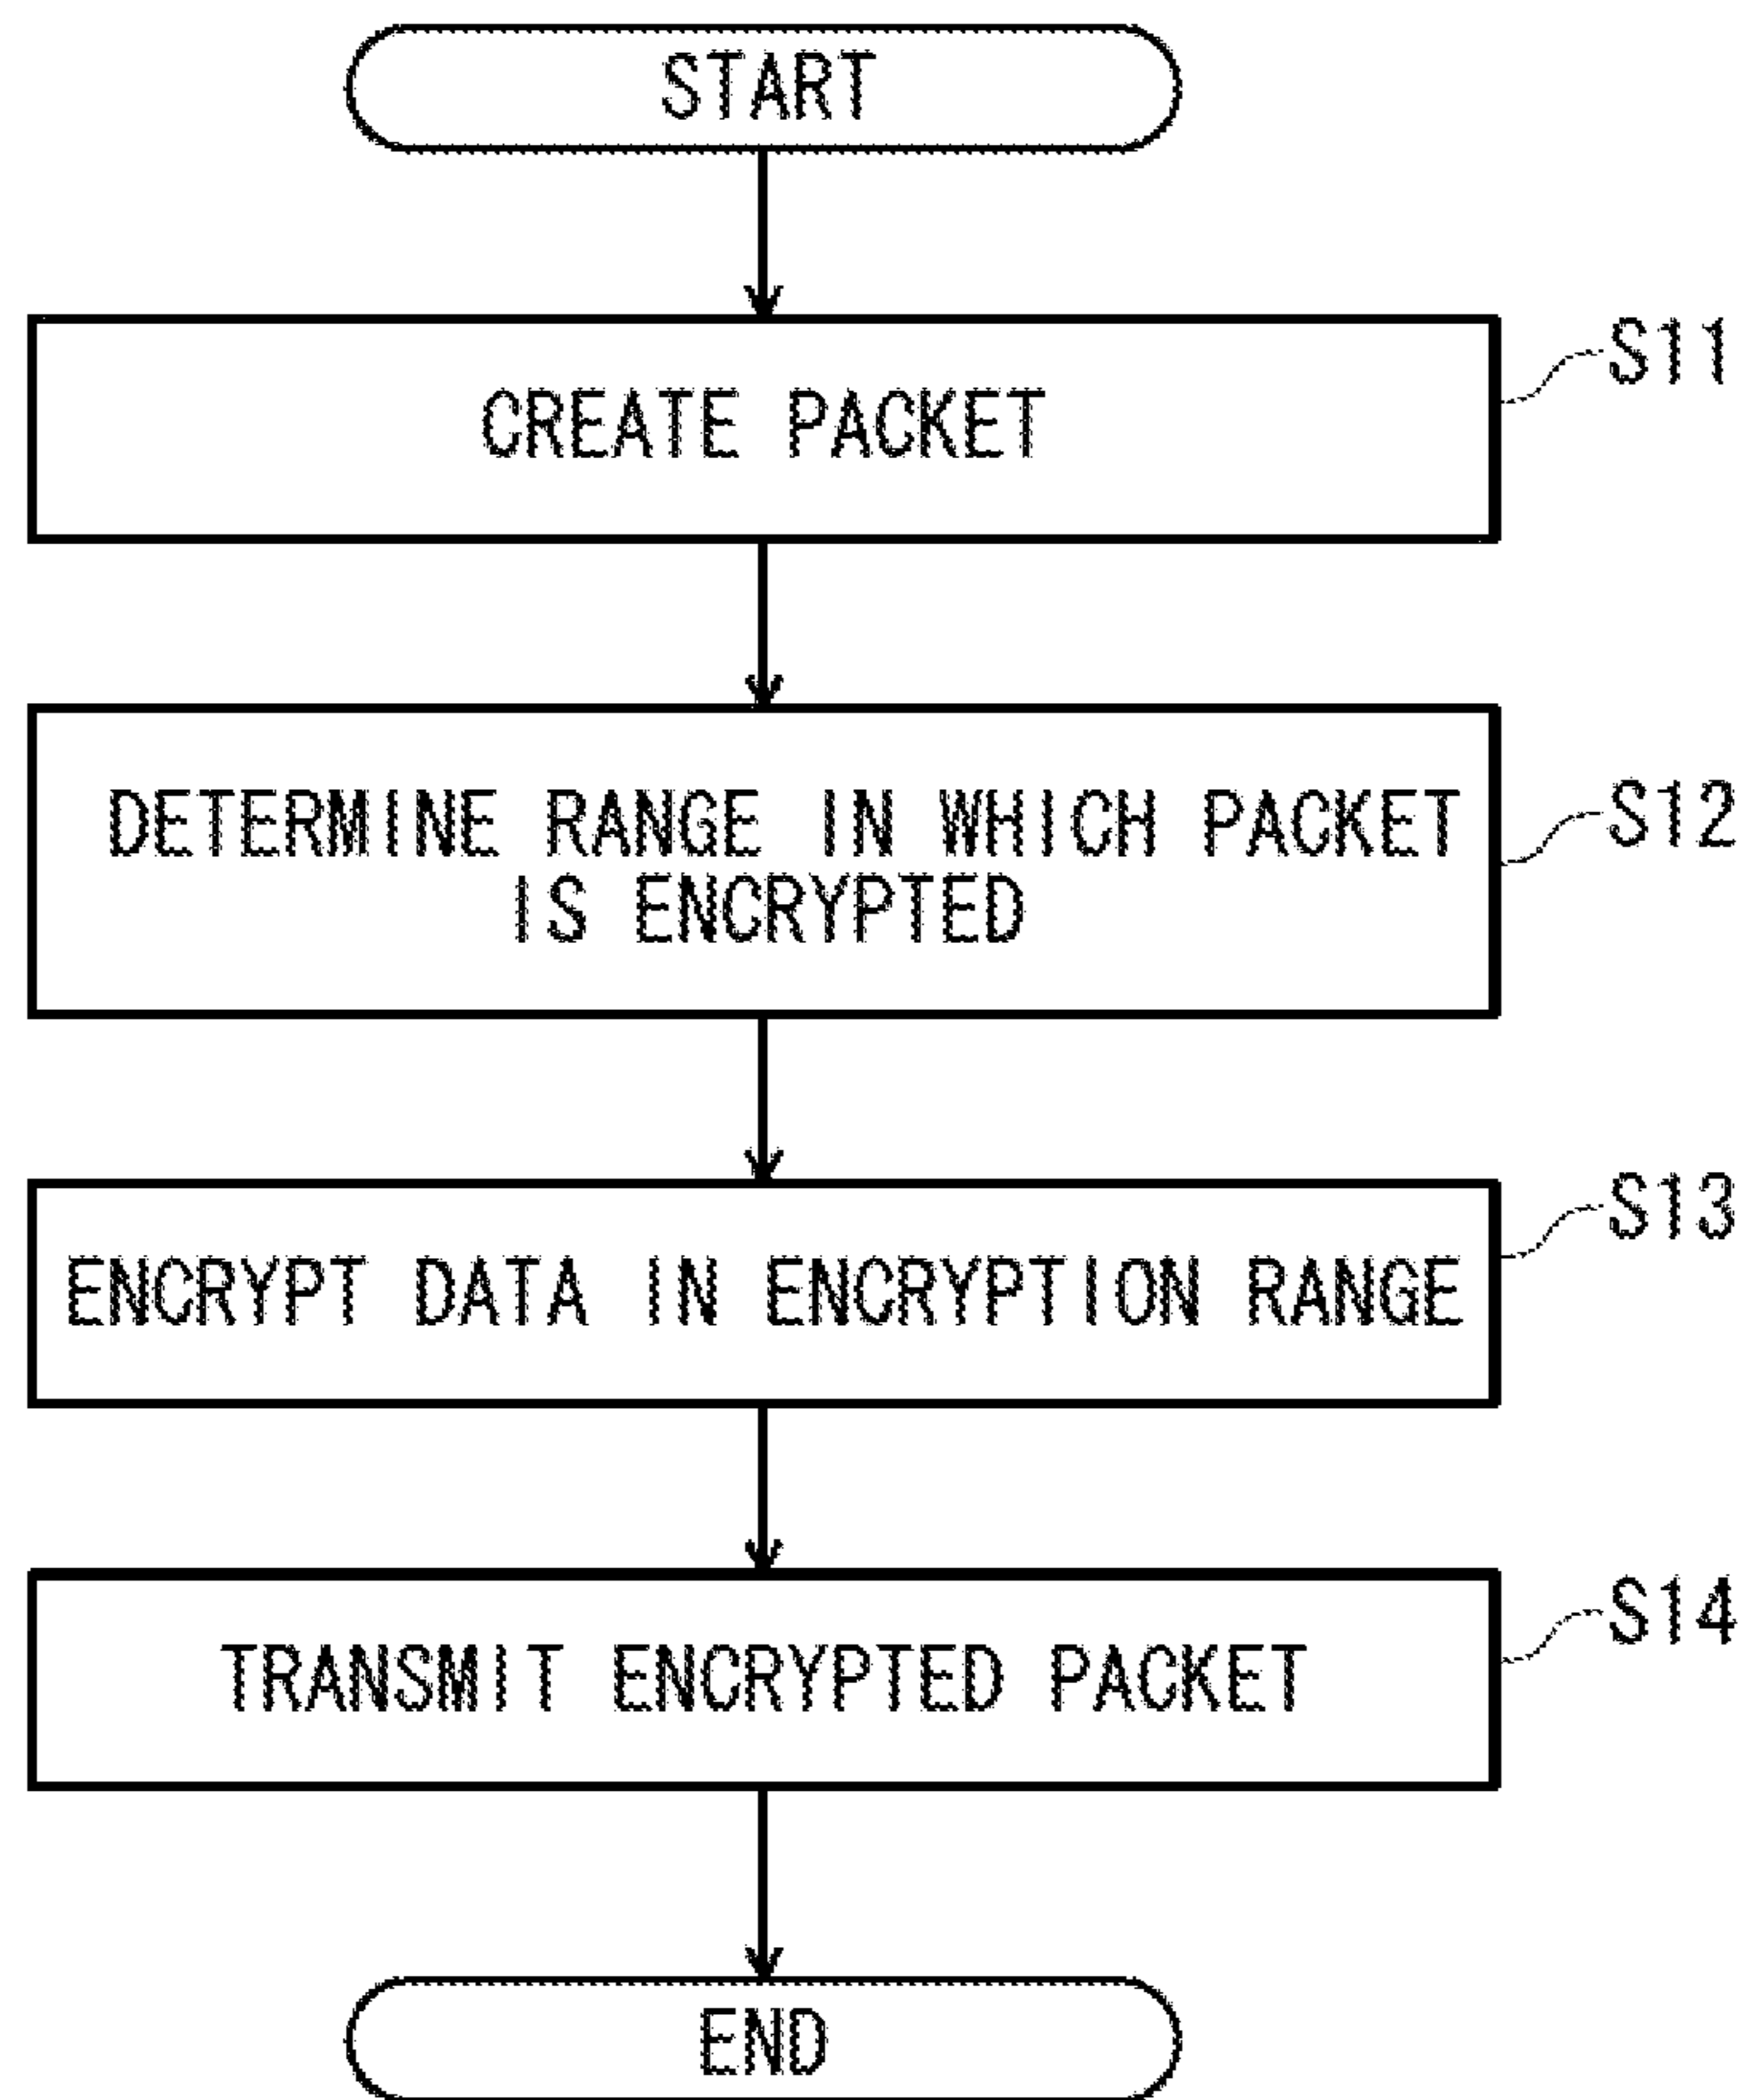 START
CREATE PACKET
S11
DETERMINE RANGE IN WHICH PACKET
IS ENCRYPTED
S12
ENCRYPT DATA IN ENCRYPTION RANGE
S13
TRANSMIT ENCRYPTED PACKET
S14
END